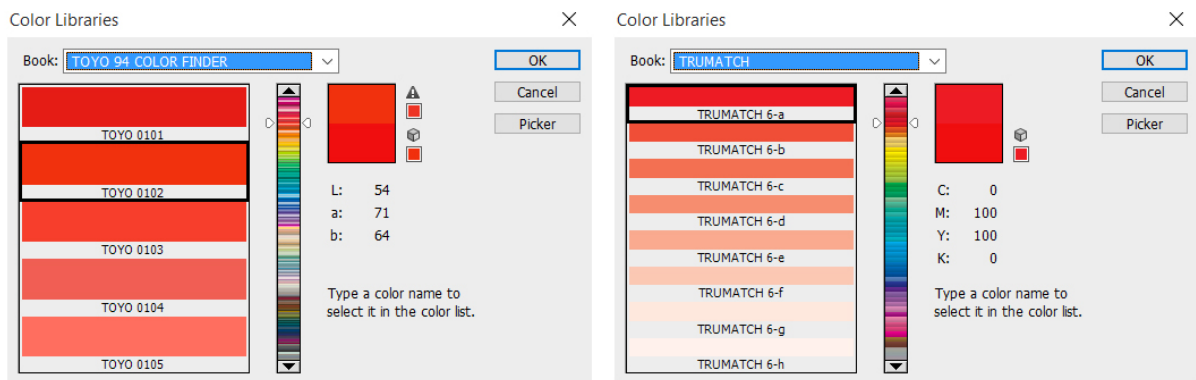 Color Libraries
Book: TOYO 94 COLOR FINDER
OK
Cancel
Picker
TOYO 0101
TOYO 0102
TOYO 0103
TOYO 0104
TOYO 0105
L: 54
a: 71
b: 64
Type a color name to
select it in the color list.
Color Libraries
Book: TRUMATCH
OK
Cancel
Picker
TRUMATCH 6-a
TRUMATCH 6-b
TRUMATCH 6-c
TRUMATCH 6-d
TRUMATCH 6-e
TRUMATCH 6-f
TRUMATCH 6-g
TRUMATCH 6-h
C: 0
M: 100
Y: 100
K: 0
Type a color name to
select it in the color list.